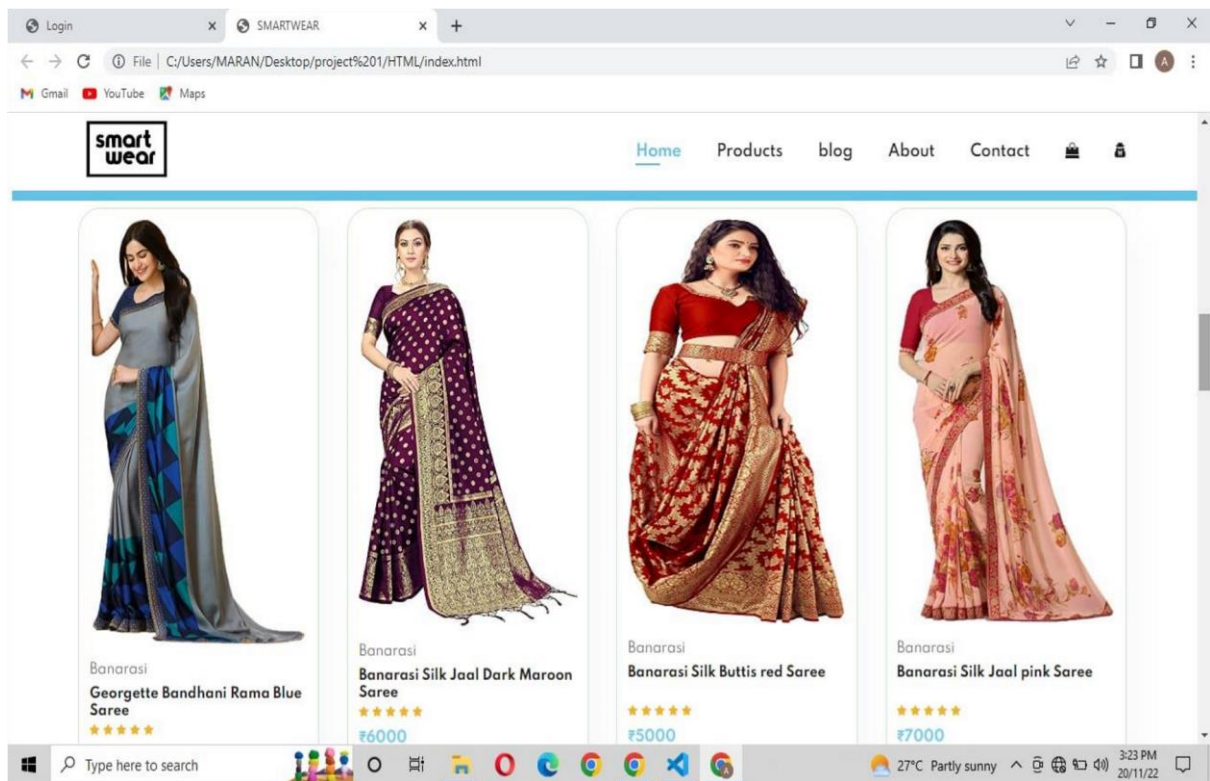 Login
SMARTWEAR
File | C:/Users/MARAN/Desktop/project%201/HTML/index.html
A
Gmail YouTube Maps
smart
wear
Home Products blog About Contact
Banarasi
Georgette Bandhani Rama Blue
Saree
Banarasi
Banarasi Silk Jaal Dark Maroon
Saree
₹6000
Banarasi
Banarasi Silk Buttis red Saree
₹5000
Banarasi
Banarasi Silk Jaal pink Saree
₹7000
Type here to search
27°C Partly sunny
3:23 PM
20/11/22